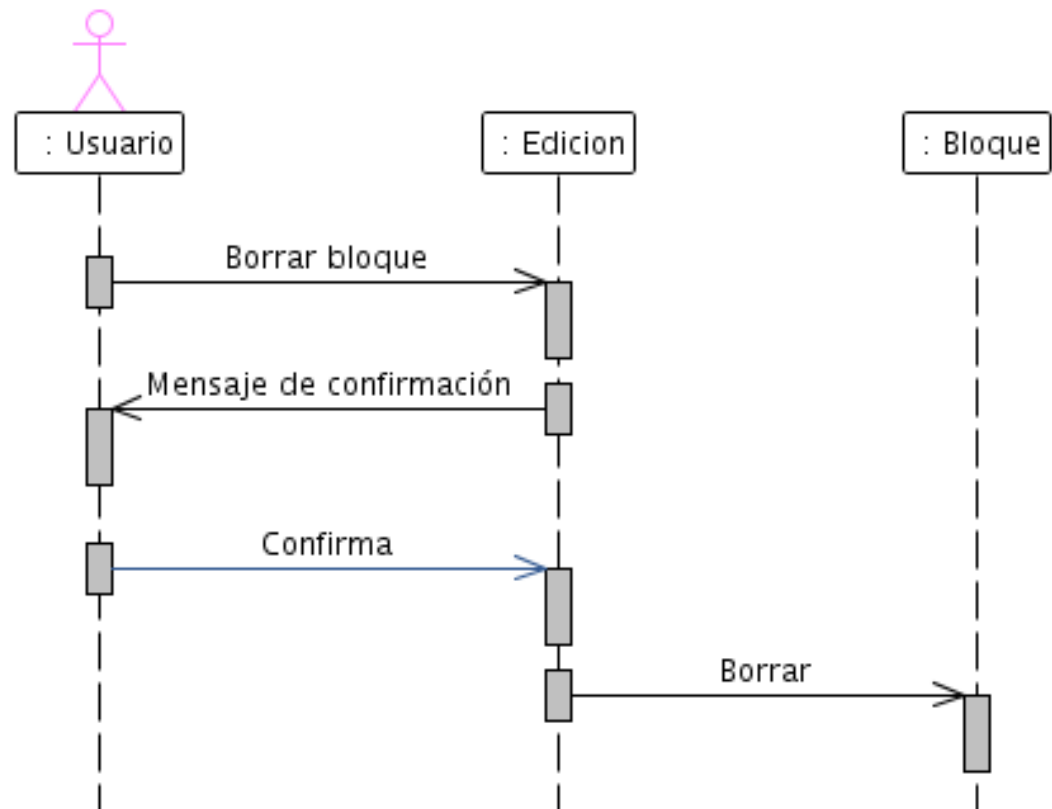 : Usuario
: Edicion
: Bloque
Borrar bloque
Mensaje de confirmación
Confirma
Borrar